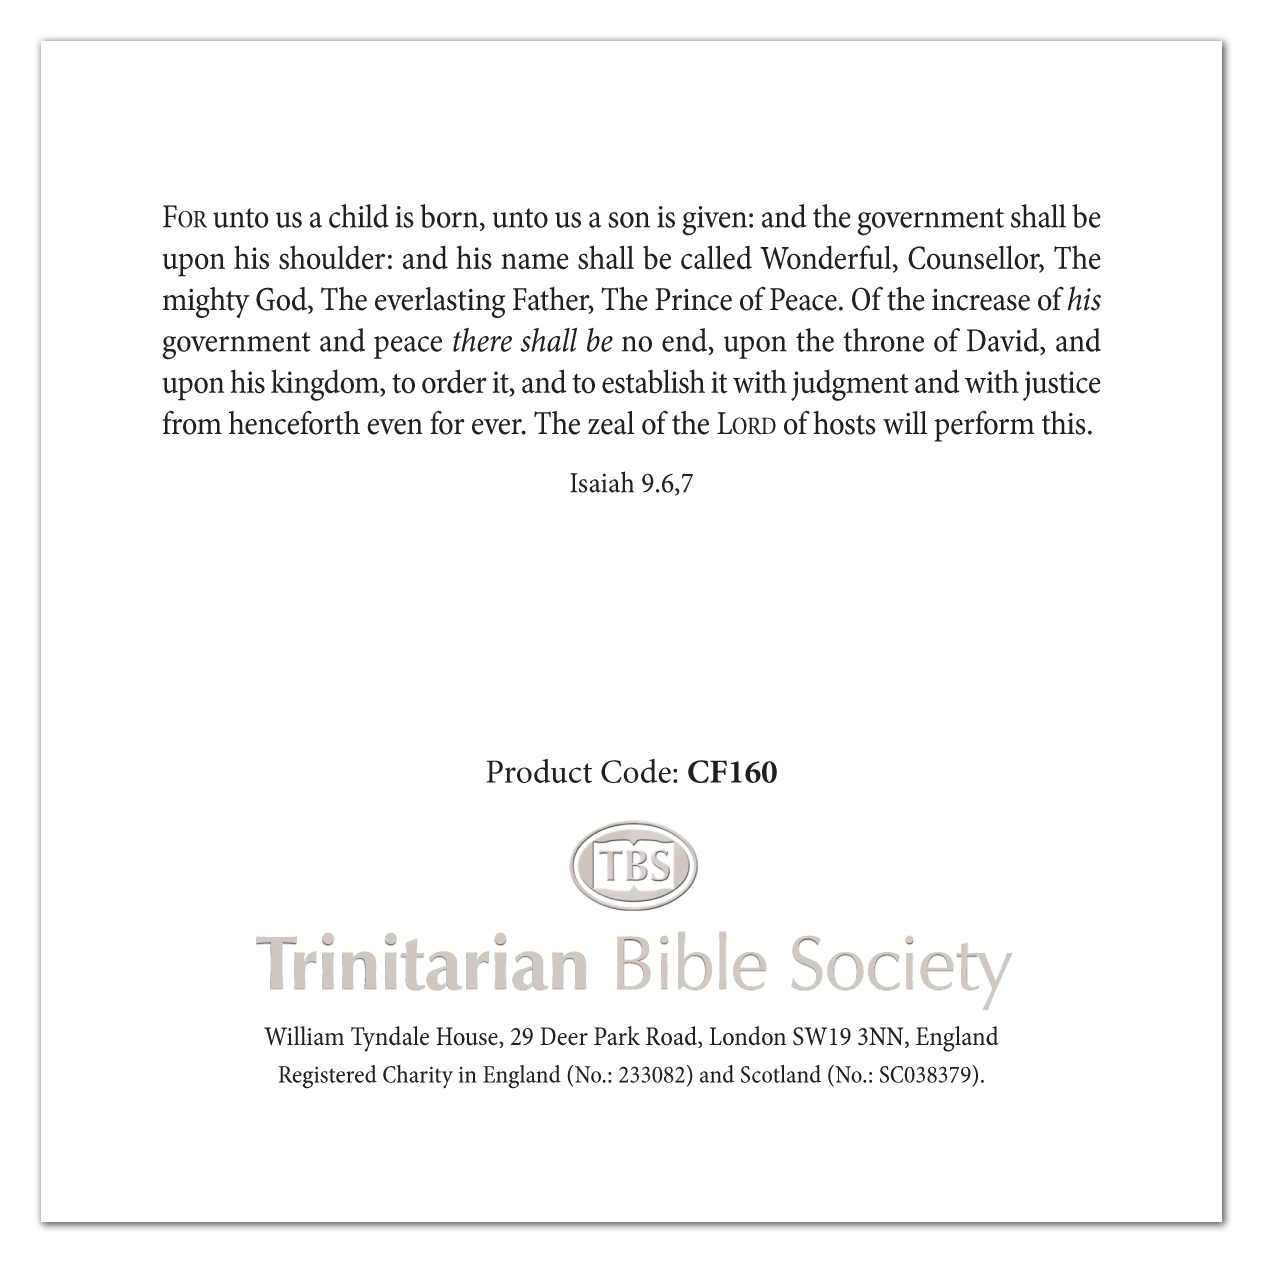 FOR unto us a child is born, unto us a son is given: and the government shall be
upon his shoulder: and his name shall be called Wonderful, Counsellor, The
mighty God, The everlasting Father, The Prince of Peace. Of the increase of his
government and peace there shall be no end, upon the throne of David, and
upon his kingdom, to order it, and to establish it with judgment and with justice
from henceforth even for ever. The zeal of the LORD of hosts will perform this.
Isaiah 9.6,7
Product Code: CF160
TBS
Trinitarian Bible Society
William Tyndale House, 29 Deer Park Road, London SW19 3NN, England
Registered Charity in England (No.: 233082) and Scotland (No.: SC038379).